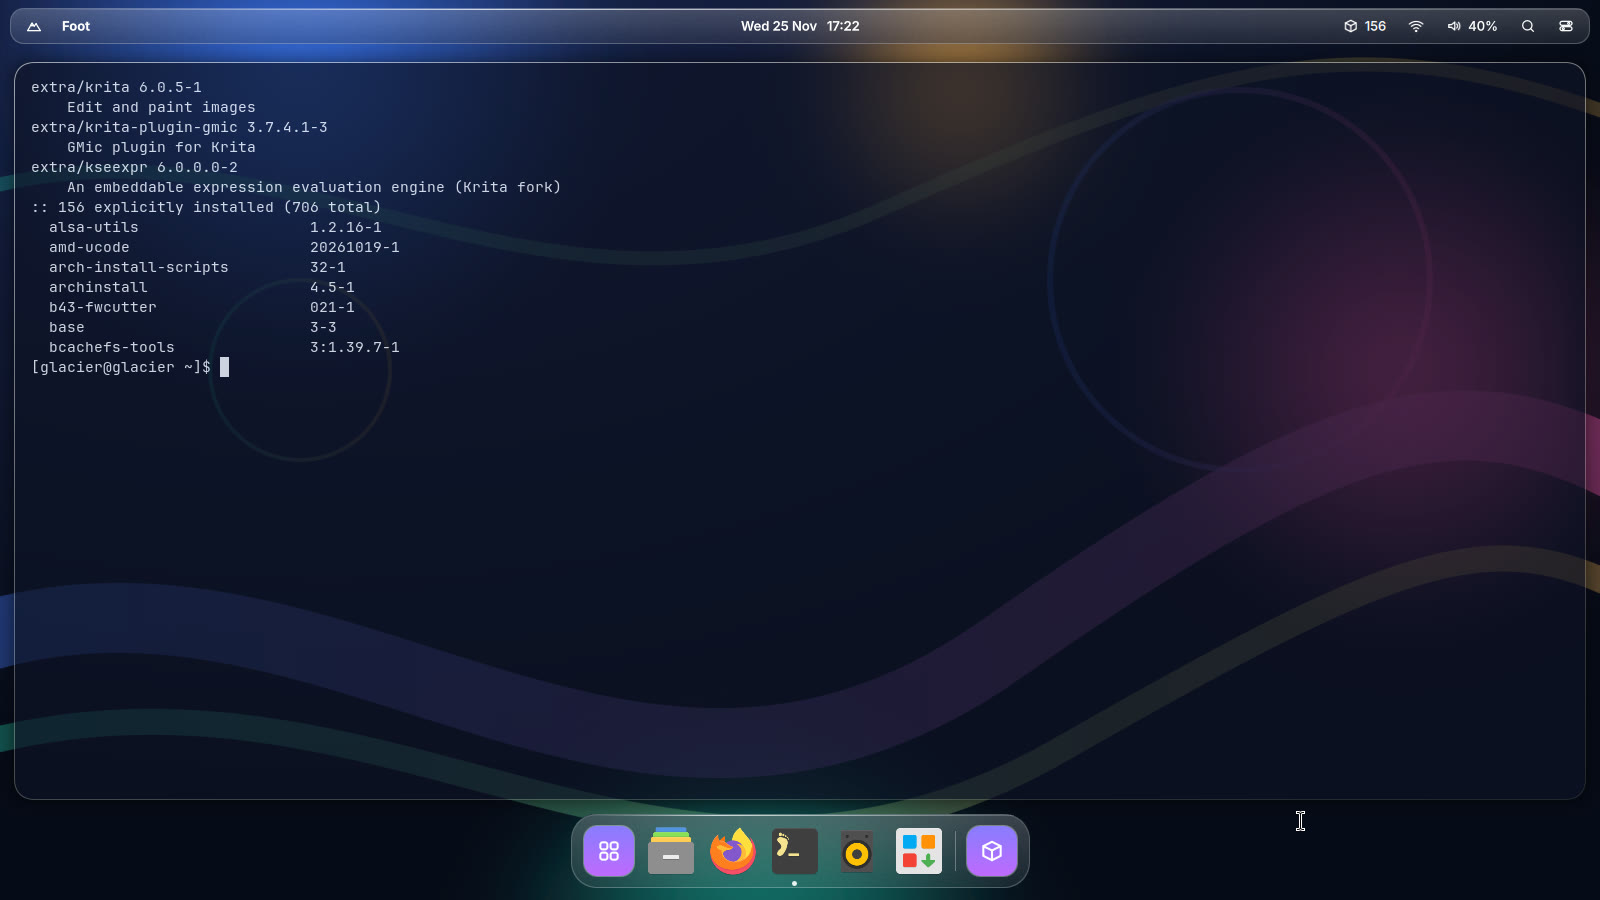 Foot
Wed 25 Nov 17:22
156
40%
extra/krita 6.0.5-1
    Edit and paint images
extra/krita-plugin-gmic 3.7.4.1-3
    GMic plugin for Krita
extra/kseexpr 6.0.0.0-2
    An embeddable expression evaluation engine (Krita fork)
:: 156 explicitly installed (706 total)
  alsa-utils                   1.2.16-1
  amd-ucode                    20261019-1
  arch-install-scripts         32-1
  archinstall                  4.5-1
  b43-fwcutter                 021-1
  base                         3-3
  bcachefs-tools               3:1.39.7-1
[glacier@glacier ~]$